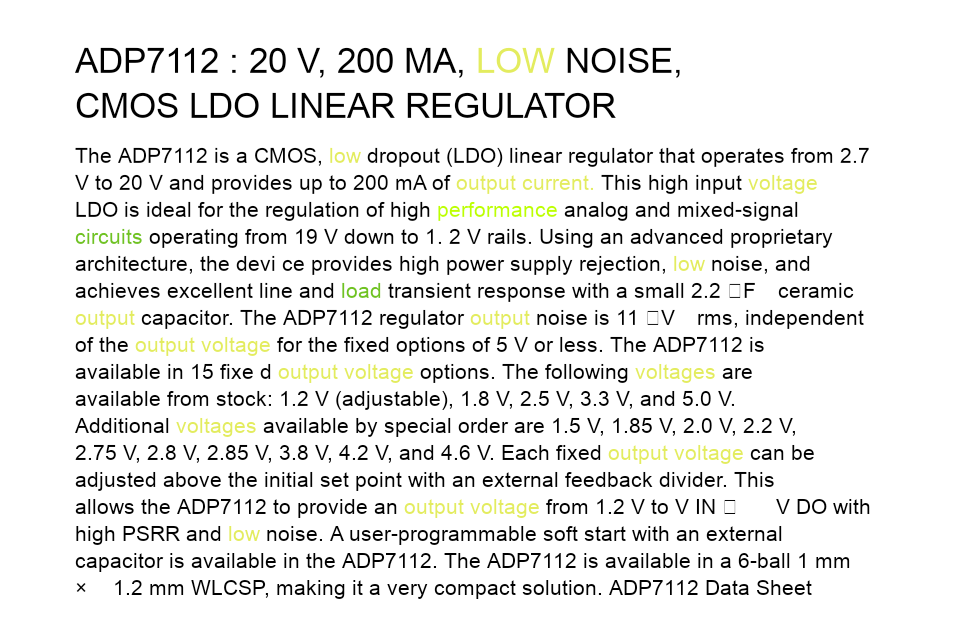 ADP7112 : 20 V, 200 MA, LOW NOISE,
CMOS LDO LINEAR REGULATOR
The ADP7112 is a CMOS, low dropout (LDO) linear regulator that operates from 2.7
V to 20 V and provides up to 200 mA of output current. This high input voltage
LDO is ideal for the regulation of high performance analog and mixed-signal
circuits operating from 19 V down to 1. 2 V rails. Using an advanced proprietary
architecture, the devi ce provides high power supply rejection, low noise, and
achieves excellent line and load transient response with a small 2.2 □F ceramic
output capacitor. The ADP7112 regulator output noise is 11 □V rms, independent
of the output voltage for the fixed options of 5 V or less. The ADP7112 is
available in 15 fixe d output voltage options. The following voltages are
available from stock: 1.2 V (adjustable), 1.8 V, 2.5 V, 3.3 V, and 5.0 V.
Additional voltages available by special order are 1.5 V, 1.85 V, 2.0 V, 2.2 V,
2.75 V, 2.8 V, 2.85 V, 3.8 V, 4.2 V, and 4.6 V. Each fixed output voltage can be
adjusted above the initial set point with an external feedback divider. This
allows the ADP7112 to provide an output voltage from 1.2 V to V IN □ V DO with
high PSRR and low noise. A user-programmable soft start with an external
capacitor is available in the ADP7112. The ADP7112 is available in a 6-ball 1 mm
× 1.2 mm WLCSP, making it a very compact solution. ADP7112 Data Sheet